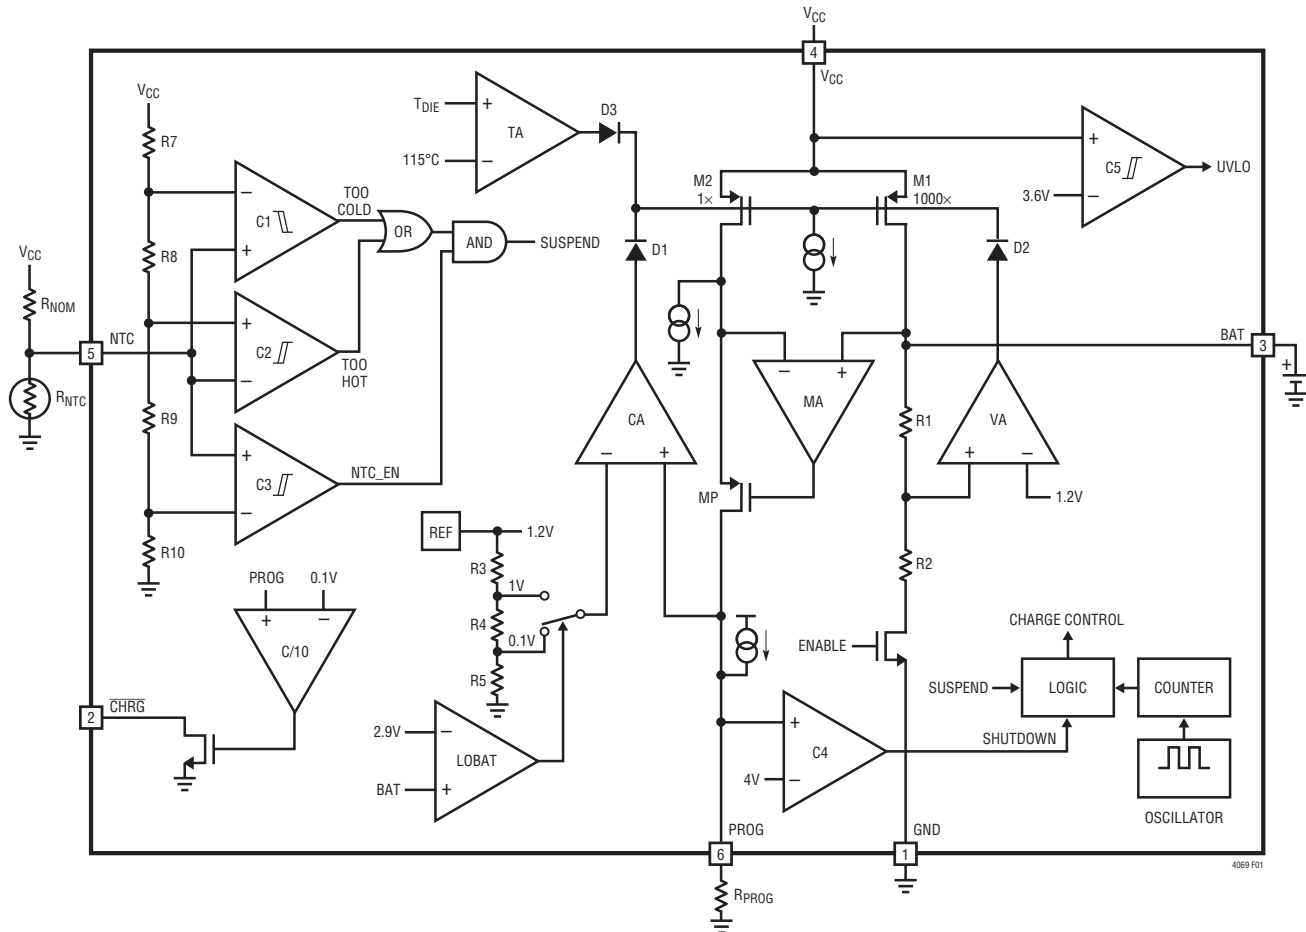 VCC
4
VCC
VCC
R7
TDIE
+
TA
D3
115°C
−
+
C5
UVLO
3.6V
−
M2
1×
M1
1000×
−
C1
+
TOO
COLD
OR
AND
SUSPEND
R8
VCC
RNOM
D1
D2
NTC
5
+
C2
−
TOO
HOT
BAT
3
+
RNTC
R9
−
+
MA
CA
−
+
R1
VA
+
−
1.2V
+
C3
−
NTC_EN
MP
R10
REF
1.2V
R3
1V
R4
0.1V
R5
R2
PROG
0.1V
+
−
C/10
ENABLE
CHARGE CONTROL
SUSPEND
LOGIC
COUNTER
SHUTDOWN
CHRG
2
2.9V
−
LOBAT
BAT
+
+
C4
4V
−
OSCILLATOR
PROG
6
GND
1
RPROG
4069 F01